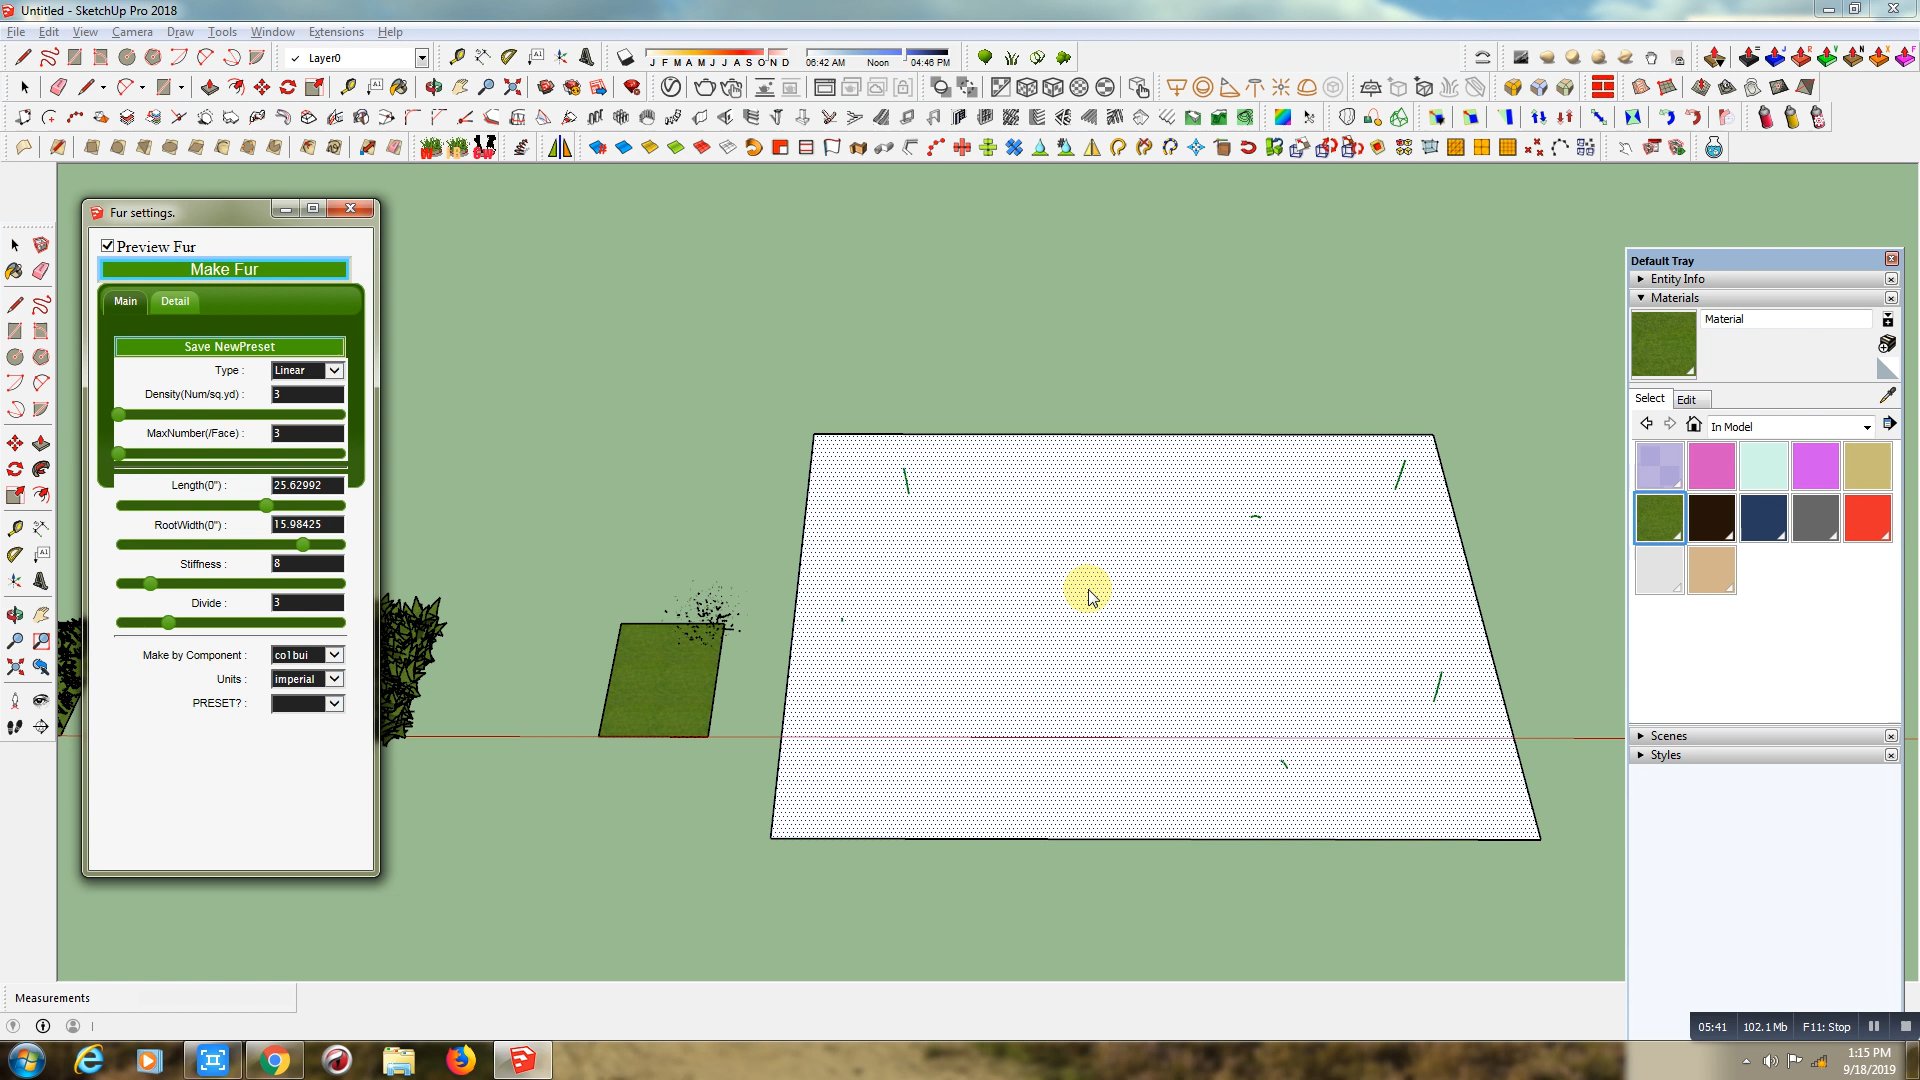 Untitled - SketchUp Pro 2018
File Edit View Camera Draw Tools Window Extensions Help
Layer0
J F M A M J J A S O N D
06:42 AM Noon 04:46 PM
Fur settings.
Preview Fur
Make Fur
Main Detail
Save NewPreset
Type : Linear
Density(Num/sq.yd) : 3
MaxNumber(/Face) : 3
Length(0") : 25.62992
RootWidth(0") : 15.98425
Stiffness : 8
Divide : 3
Make by Component : co1bui
Units : imperial
PRESET? :
Default Tray
Entity Info
Materials
Material
Select Edit
In Model
Scenes
Styles
Measurements
05:41 102.1 Mb F11: Stop
1:15 PM
9/18/2019